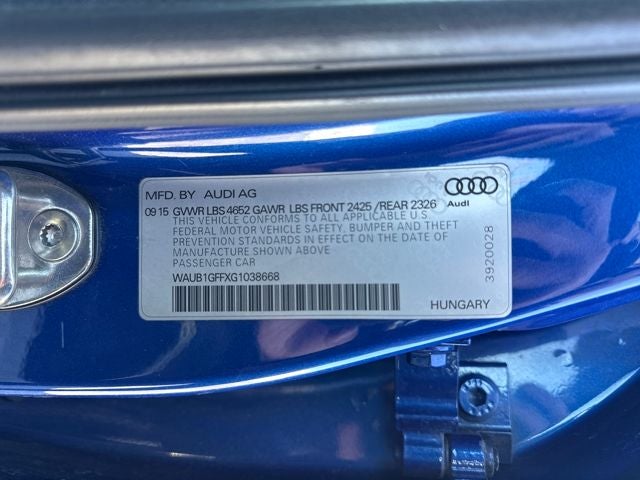 MFD. BY AUDI AG
09 15 GVWR LBS 4652 GAWR LBS FRONT 2425 /REAR 2326
THIS VEHICLE CONFORMS TO ALL APPLICABLE U.S
FEDERAL MOTOR VEHICLE SAFETY, BUMPER AND THEFT
PREVENTION STANDARDS IN EFFECT ON THE DATE OF
MANUFACTURE SHOWN ABOVE
PASSENGER CAR
WAUB1GFFXG1038668
HUNGARY
Audi
3920028